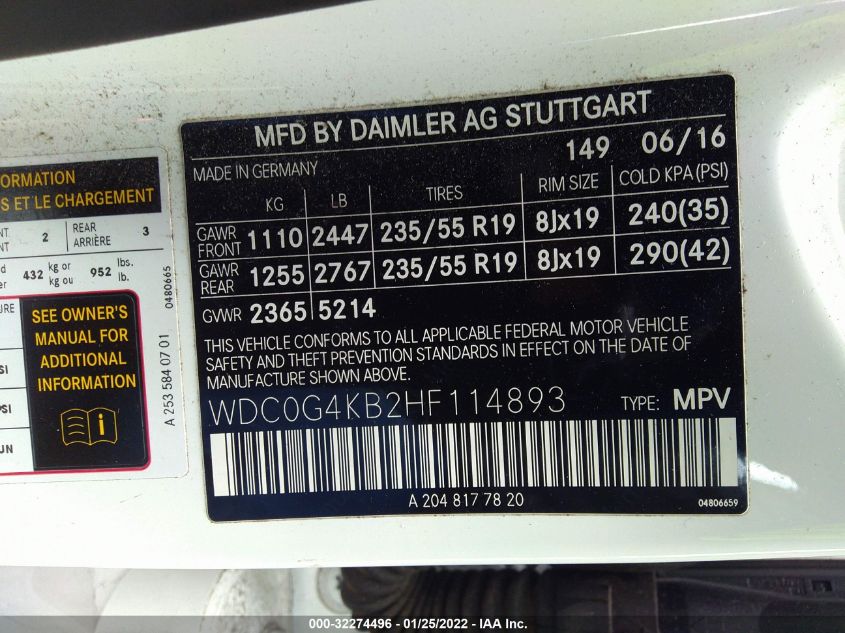 ORMATION
S ET LE CHARGEMENT
NT 2 REAR ARRIÈRE 3
432 kg or kg ou 952 lbs. lb.
0480665
SEE OWNER'S
MANUAL FOR
ADDITIONAL
INFORMATION
A 253 584 07 01
MFD BY DAIMLER AG STUTTGART
149 06/16
MADE IN GERMANY
KG LB TIRES RIM SIZE COLD KPA (PSI)
GAWR FRONT 1110 2447 235/55 R19 8Jx19 240(35)
GAWR REAR 1255 2767 235/55 R19 8Jx19 290(42)
GVWR 2365 5214
THIS VEHICLE CONFORMS TO ALL APPLICABLE FEDERAL MOTOR VEHICLE
SAFETY AND THEFT PREVENTION STANDARDS IN EFFECT ON THE DATE OF
MANUFACTURE SHOWN ABOVE.
WDC0G4KB2HF114893 TYPE: MPV
A 204 817 78 20
04806659
000-32274496 - 01/25/2022 - IAA Inc.